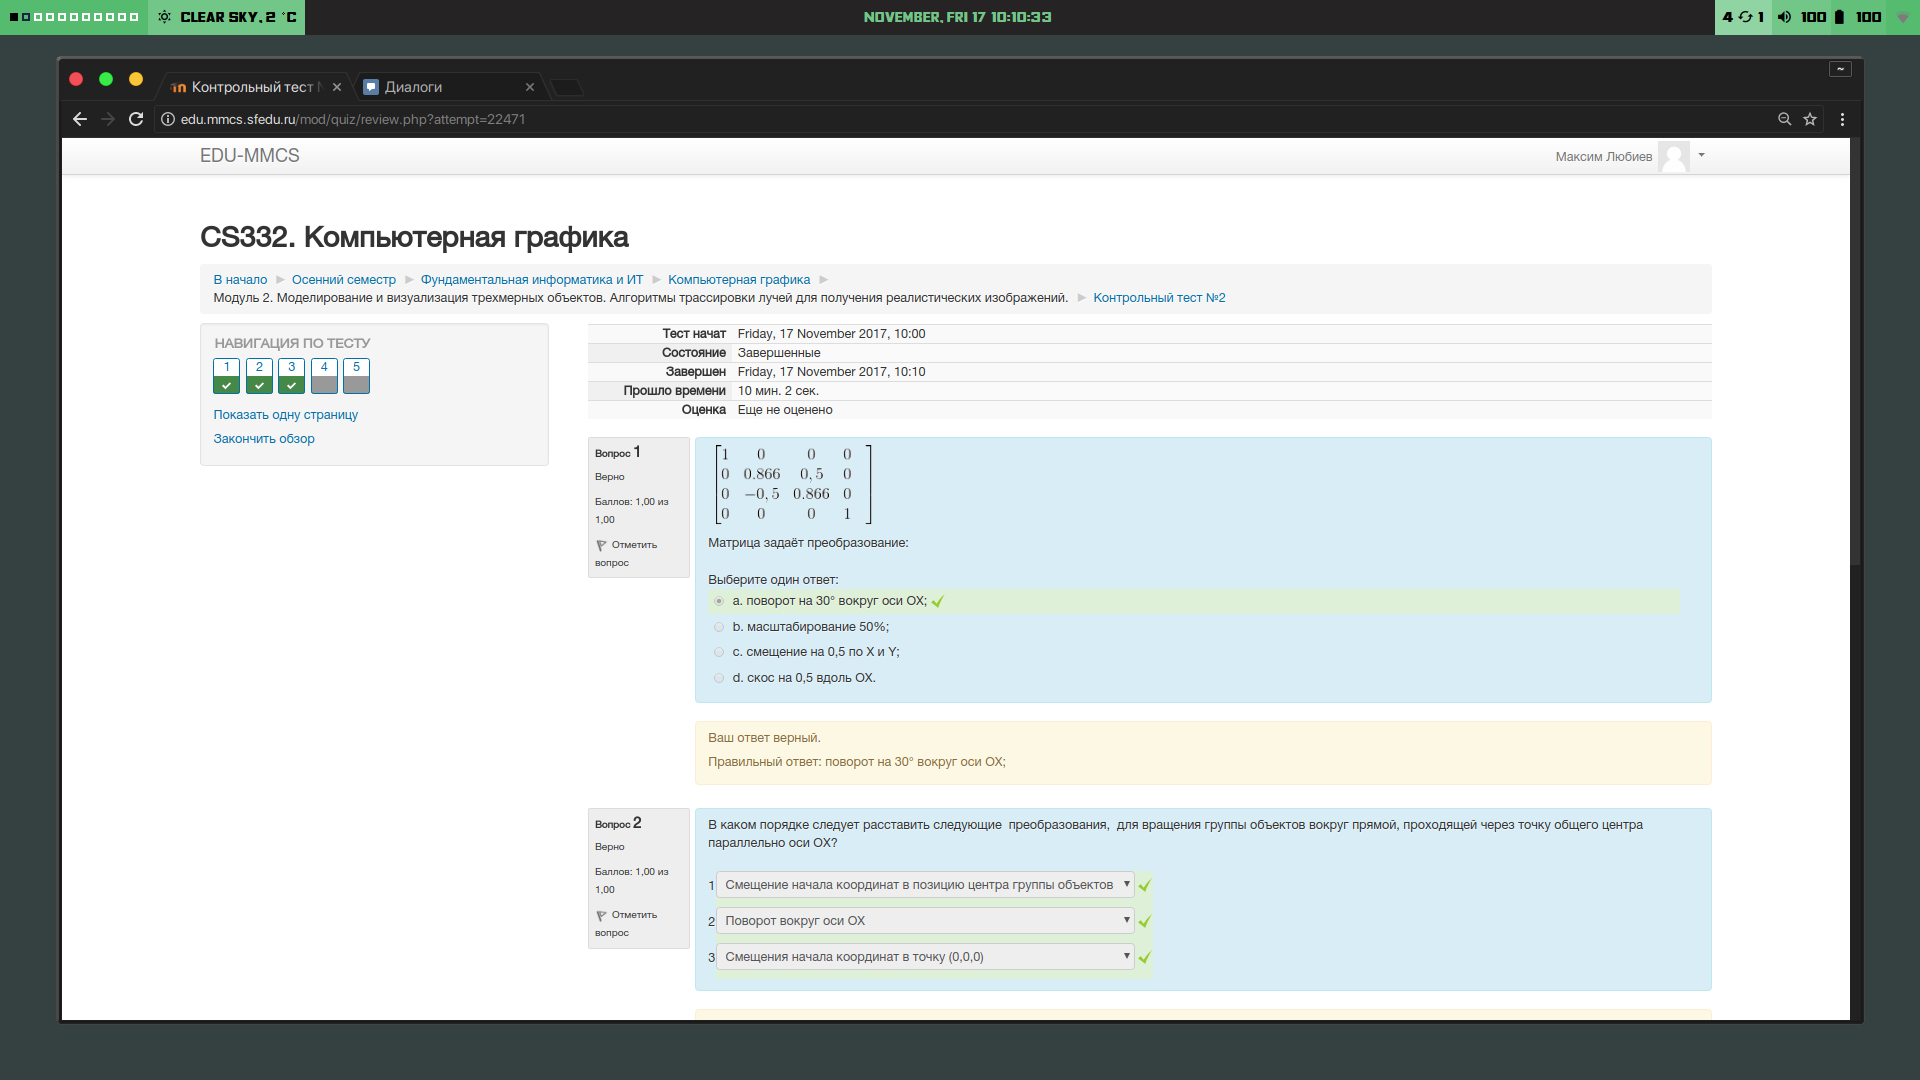 CLEAR SKY, 2 °C
NOVEMBER, FRI 17 10:10:33
4 1 100 100
~
Контрольный тест
Диалоги
edu.mmcs.sfedu.ru/mod/quiz/review.php?attempt=22471
EDU-MMCS
Максим Любиев
CS332. Компьютерная графика
В начало ► Осенний семестр ► Фундаментальная информатика и ИТ ► Компьютерная графика ►
Модуль 2. Моделирование и визуализация трехмерных объектов. Алгоритмы трассировки лучей для получения реалистических изображений. ► Контрольный тест №2
НАВИГАЦИЯ ПО ТЕСТУ
1 2 3 4 5
Показать одну страницу
Закончить обзор
Тест начат Friday, 17 November 2017, 10:00
Состояние Завершенные
Завершен Friday, 17 November 2017, 10:10
Прошло времени 10 мин. 2 сек.
Оценка Еще не оценено
Вопрос 1
Верно
Баллов: 1,00 из
1,00
Отметить
вопрос
1 0 0 0
0 0.866 0,5 0
0 −0,5 0.866 0
0 0 0 1
Матрица задаёт преобразование:
Выберите один ответ:
a. поворот на 30° вокруг оси OX;
b. масштабирование 50%;
c. смещение на 0,5 по X и Y;
d. скос на 0,5 вдоль OX.
Ваш ответ верный.
Правильный ответ: поворот на 30° вокруг оси OX;
Вопрос 2
Верно
Баллов: 1,00 из
1,00
Отметить
вопрос
В каком порядке следует расставить следующие преобразования, для вращения группы объектов вокруг прямой, проходящей через точку общего центра
параллельно оси OX?
1 Смещение начала координат в позицию центра группы объектов
2 Поворот вокруг оси OX
3 Смещения начала координат в точку (0,0,0)